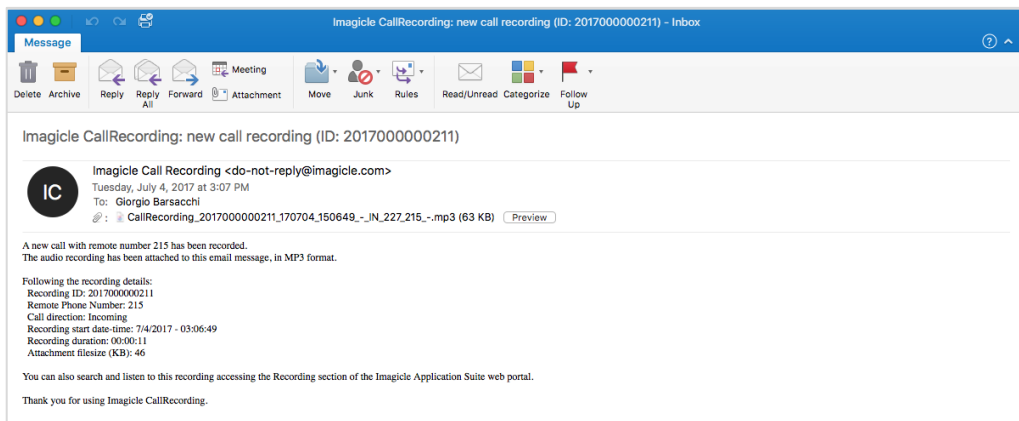 Imagicle CallRecording: new call recording (ID: 2017000000211) - Inbox
Message
Delete
Archive
Reply
Reply All
Forward
Meeting
Attachment
Move
Junk
Rules
Read/Unread
Categorize
Follow Up
Imagicle CallRecording: new call recording (ID: 2017000000211)
IC
Imagicle Call Recording <do-not-reply@imagicle.com>
Tuesday, July 4, 2017 at 3:07 PM
To: Giorgio Barsacchi
CallRecording_2017000000211_170704_150649_-_IN_227_215_-.mp3 (63 KB) Preview
A new call with remote number 215 has been recorded.
The audio recording has been attached to this email message, in MP3 format.
Following the recording details:
Recording ID: 2017000000211
Remote Phone Number: 215
Call direction: Incoming
Recording start date-time: 7/4/2017 - 03:06:49
Recording duration: 00:00:11
Attachment filesize (KB): 46
You can also search and listen to this recording accessing the Recording section of the Imagicle Application Suite web portal.
Thank you for using Imagicle CallRecording.